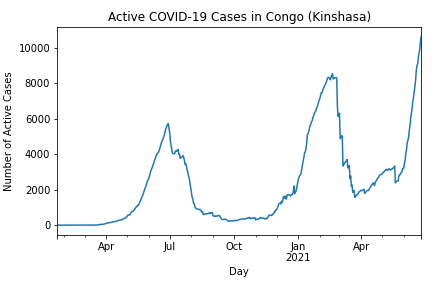 Active COVID-19 Cases in Congo (Kinshasa)
10000
8000
6000
4000
2000
0
Number of Active Cases
Apr
Jul
Oct
Jan
2021
Apr
Day